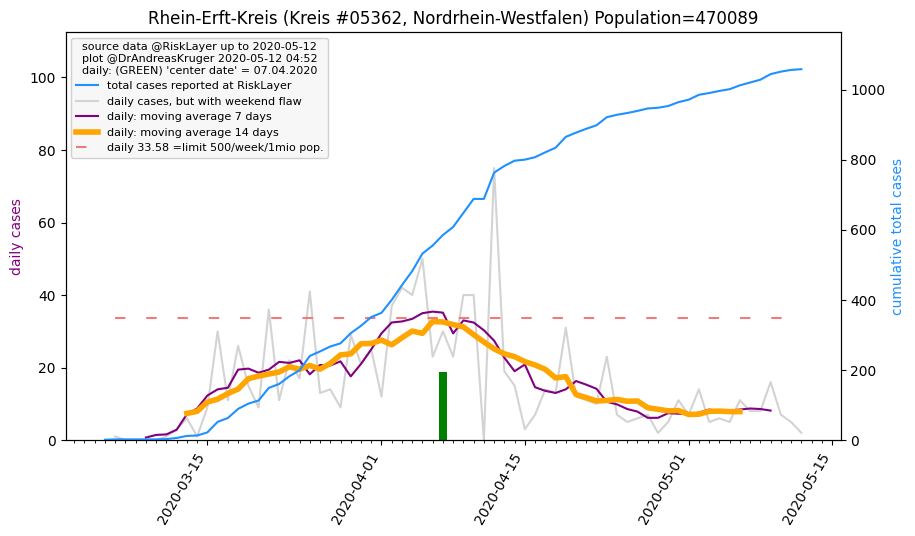 Rhein-Erft-Kreis (Kreis #05362, Nordrhein-Westfalen) Population=470089
source data @RiskLayer up to 2020-05-12
plot @DrAndreasKruger 2020-05-12 04:52
daily: (GREEN) 'center date' = 07.04.2020
total cases reported at RiskLayer
daily cases, but with weekend flaw
daily: moving average 7 days
daily: moving average 14 days
daily 33.58 =limit 500/week/1mio pop.
daily cases
0
20
40
60
80
100
cumulative total cases
0
200
400
600
800
1000
2020-03-15
2020-04-01
2020-04-15
2020-05-01
2020-05-15